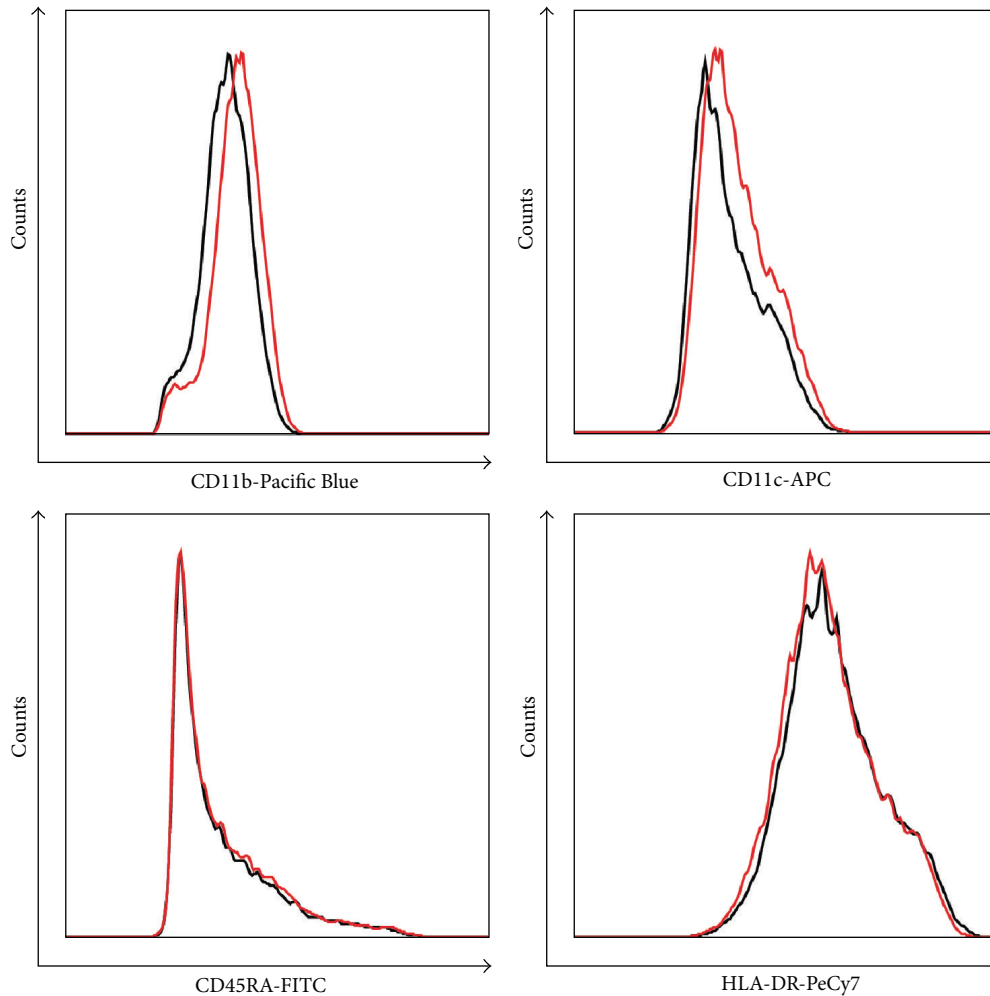 Counts
CD11b-Pacific Blue
Counts
CD11c-APC
Counts
CD45RA-FITC
Counts
HLA-DR-PeCy7